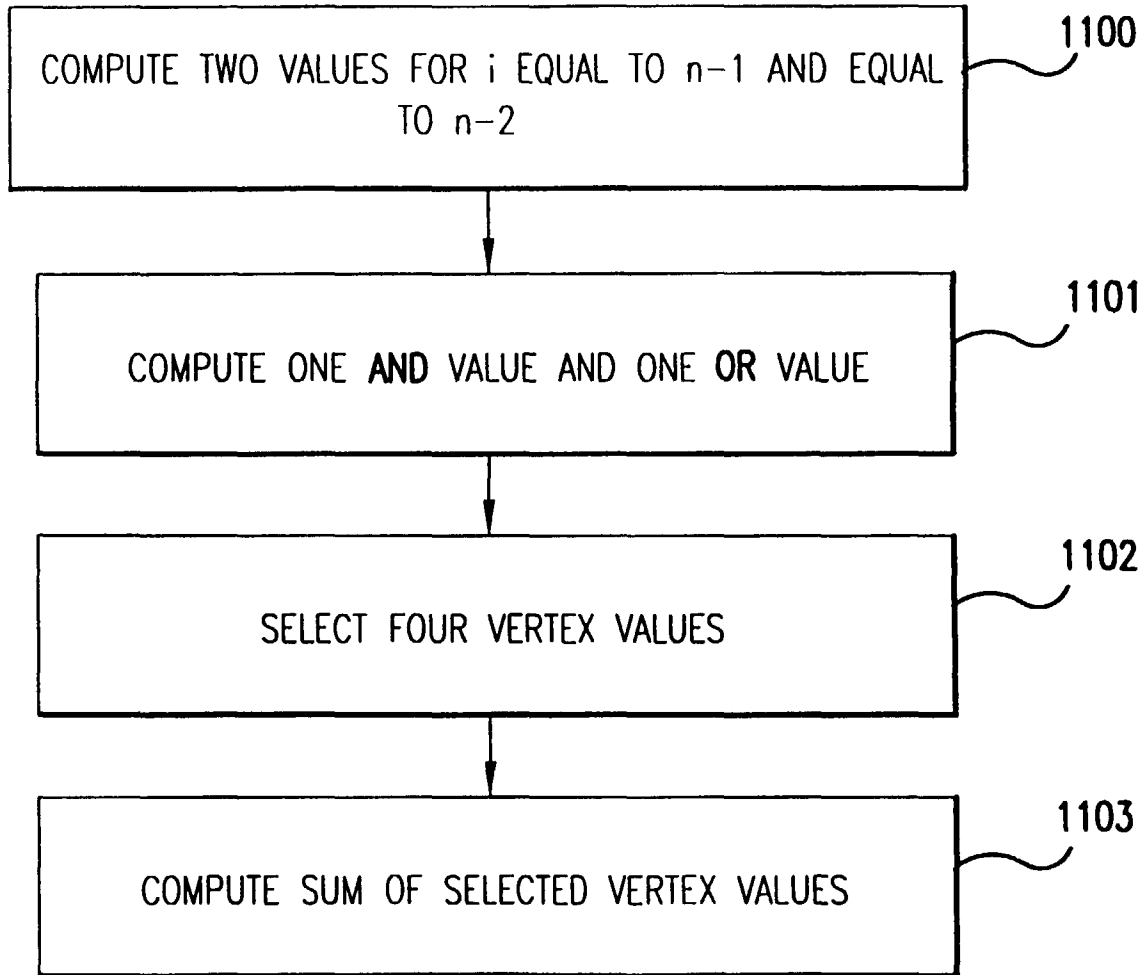 1100
COMPUTE TWO VALUES FOR i EQUAL TO n-1 AND EQUAL
TO n-2
1101
COMPUTE ONE AND VALUE AND ONE OR VALUE
1102
SELECT FOUR VERTEX VALUES
1103
COMPUTE SUM OF SELECTED VERTEX VALUES